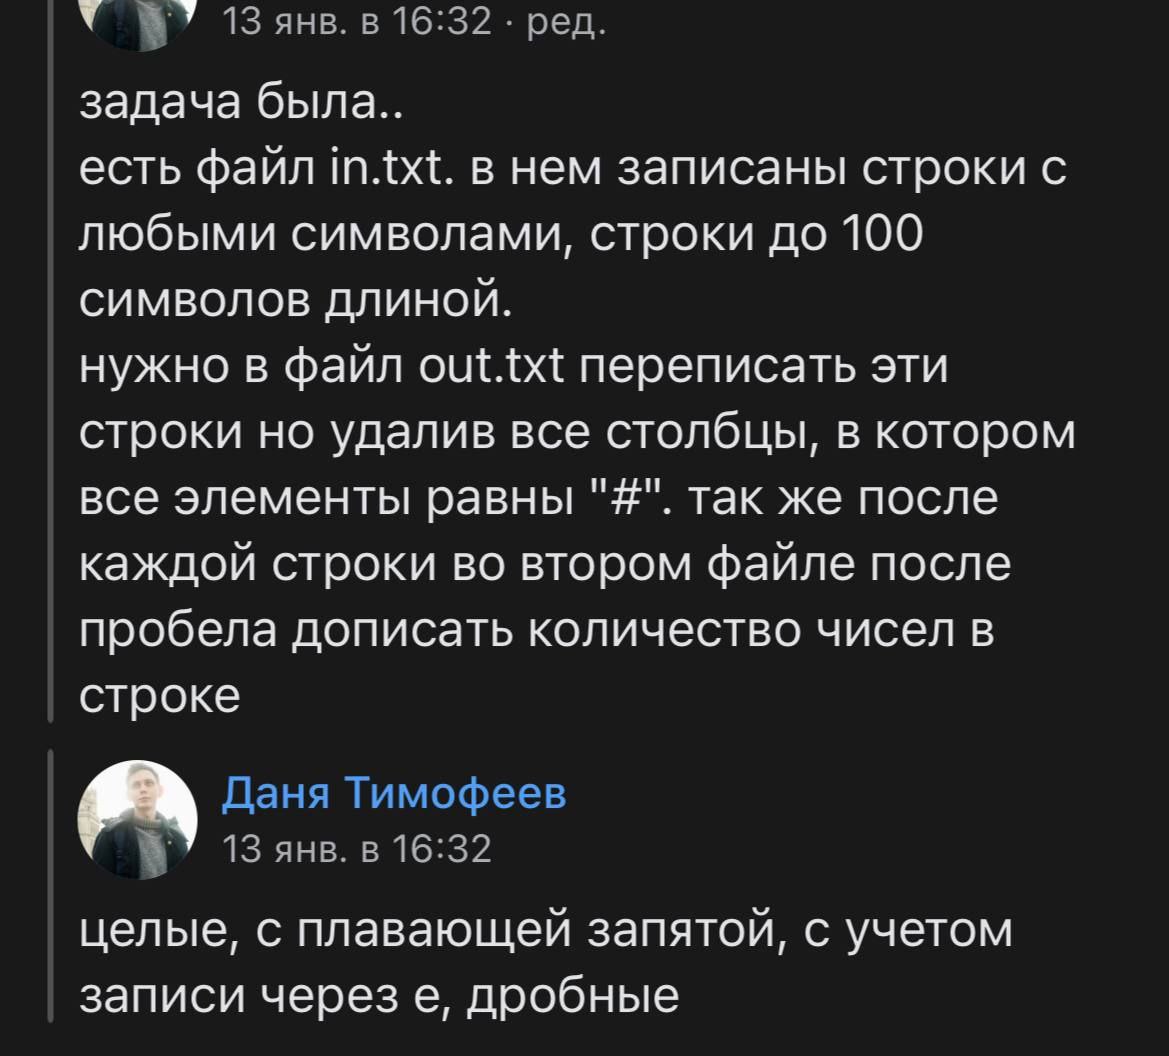 13 янв. в 16:32 · ред.
задача была..
есть файл in.txt. в нем записаны строки с
любыми символами, строки до 100
символов длиной.
нужно в файл out.txt переписать эти
строки но удалив все столбцы, в котором
все элементы равны "#". так же после
каждой строки во втором файле после
пробела дописать количество чисел в
строке
Даня Тимофеев
13 янв. в 16:32
целые, с плавающей запятой, с учетом
записи через е, дробные